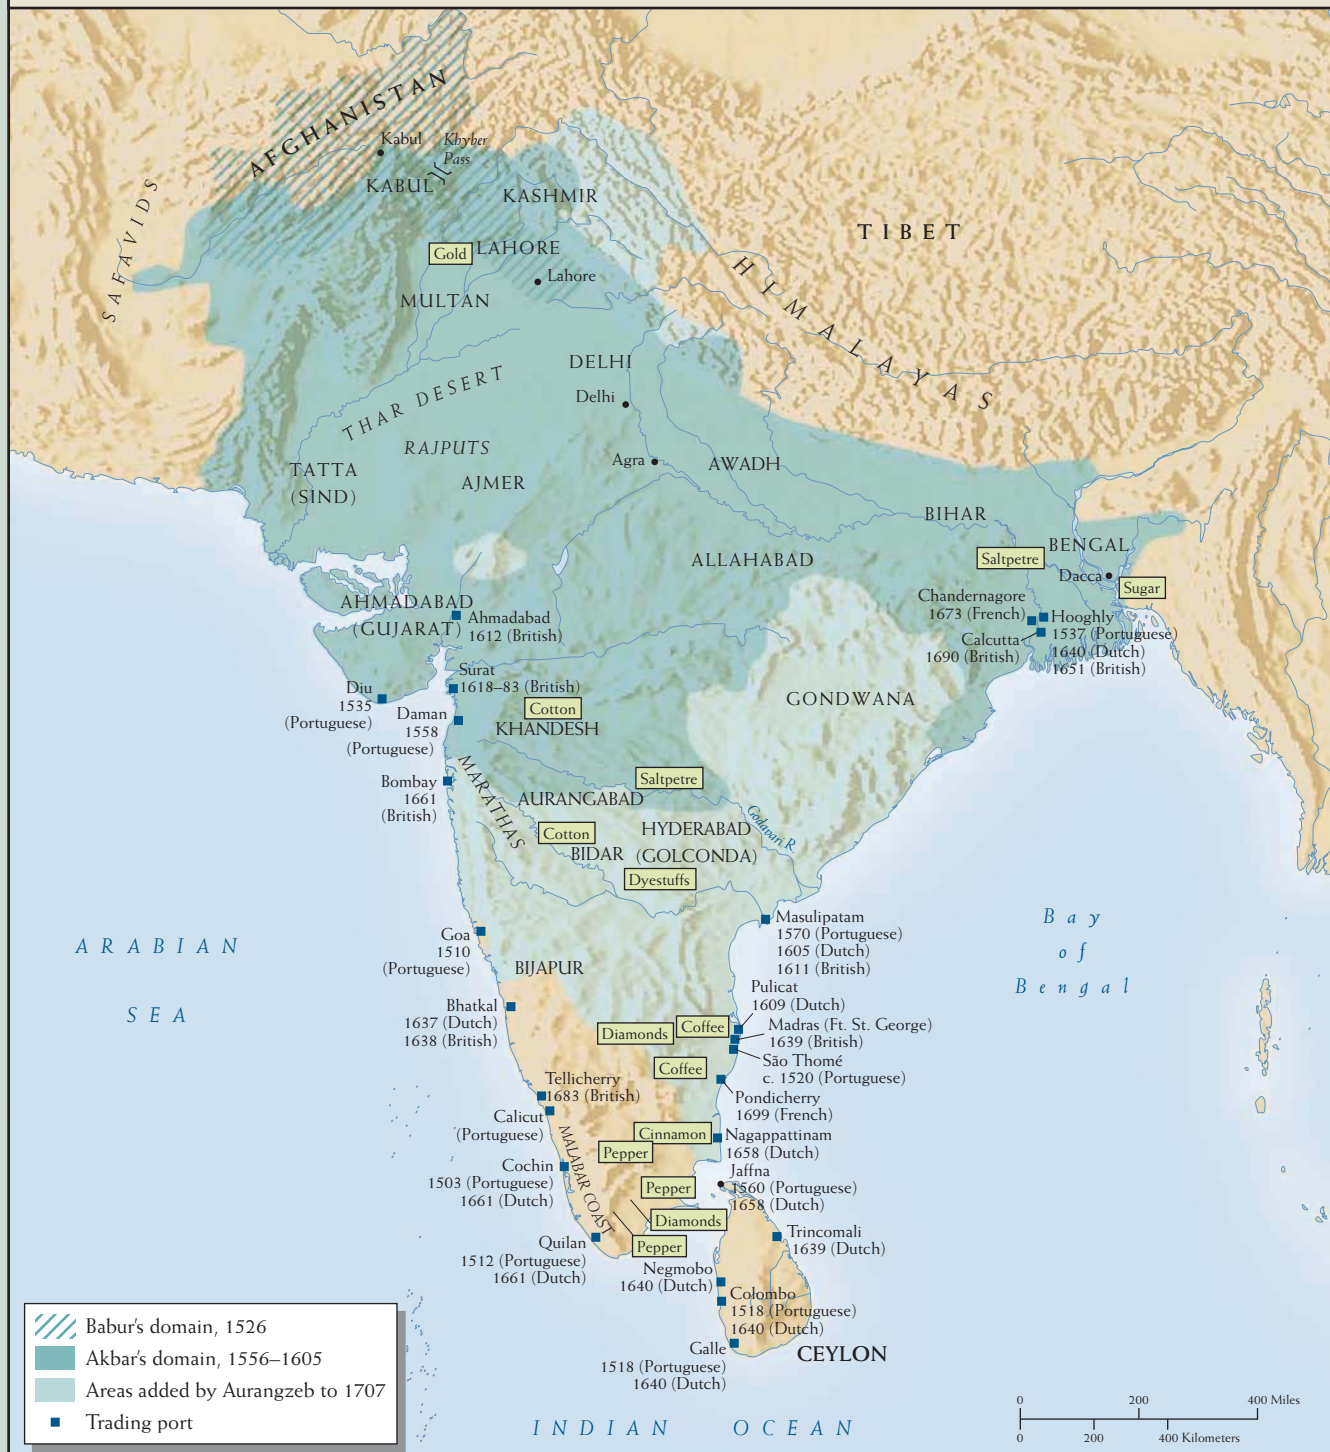 AFGHANISTAN
Kabul
Khyber
Pass
KABUL
KASHMIR
SAFAVIDS
TIBET
Gold
LAHORE
Lahore
HIMALAYAS
MULTAN
DELHI
Delhi
THAR DESERT
RAJPUTS
Agra
AWADH
TATTA
(SIND)
AJMER
BIHAR
ALLAHABAD
Saltpetre
BENGAL
Dacca
Sugar
AHMADABAD
(GUJARAT)
Ahmadabad
1612 (British)
Chandernagore
1673 (French)
Hooghly
1537 (Portuguese)
1640 (Dutch)
1651 (British)
Calcutta
1690 (British)
Surat
1618–83 (British)
Diu
1535
(Portuguese)
Daman
1558
(Portuguese)
Cotton
KHANDESH
GONDWANA
Bombay
1661
(British)
MARATHAS
Saltpetre
AURANGABAD
Godavari R.
Cotton
HYDERABAD
(GOLCONDA)
BIDAR
Dyestuffs
Masulipatam
1570 (Portuguese)
1605 (Dutch)
1611 (British)
ARABIAN
SEA
Bay
of
Bengal
Goa
1510
(Portuguese)
BIJAPUR
Pulicat
1609 (Dutch)
Bhatkal
1637 (Dutch)
1638 (British)
Diamonds
Coffee
Madras (Ft. St. George)
1639 (British)
São Thomé
c. 1520 (Portuguese)
Coffee
Tellicherry
1683 (British)
Pondicherry
1699 (French)
Calicut
(Portuguese)
MALABAR COAST
Cinnamon
Pepper
Nagappattinam
1658 (Dutch)
Cochin
1503 (Portuguese)
1661 (Dutch)
Jaffna
1560 (Portuguese)
1658 (Dutch)
Pepper
Diamonds
Pepper
Quilan
1512 (Portuguese)
1661 (Dutch)
Trincomali
1639 (Dutch)
Negmobo
1640 (Dutch)
Colombo
1518 (Portuguese)
1640 (Dutch)
Galle
1518 (Portuguese)
1640 (Dutch)
CEYLON
INDIAN OCEAN
Babur's domain, 1526
Akbar's domain, 1556–1605
Areas added by Aurangzeb to 1707
Trading port
0 200 400 Miles
0 200 400 Kilometers